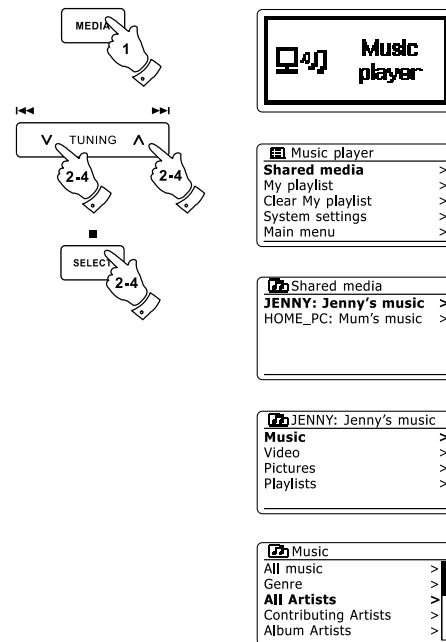 MEDIA
1
TUNING
2-4
2-4
SELECT
2-4
Music
player
Music player
Shared media >
My playlist >
Clear My playlist >
System settings >
Main menu >
Shared media
JENNY: Jenny's music >
HOME_PC: Mum's music >
JENNY: Jenny's music
Music >
Video >
Pictures >
Playlists >
Music
All music >
Genre >
All Artists >
Contributing Artists >
Album Artists >